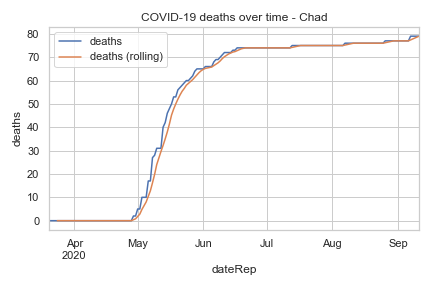 COVID-19 deaths over time - Chad
deaths
deaths (rolling)
80
70
60
50
40
30
20
10
0
deaths
Apr May Jun Jul Aug Sep
2020
dateRep